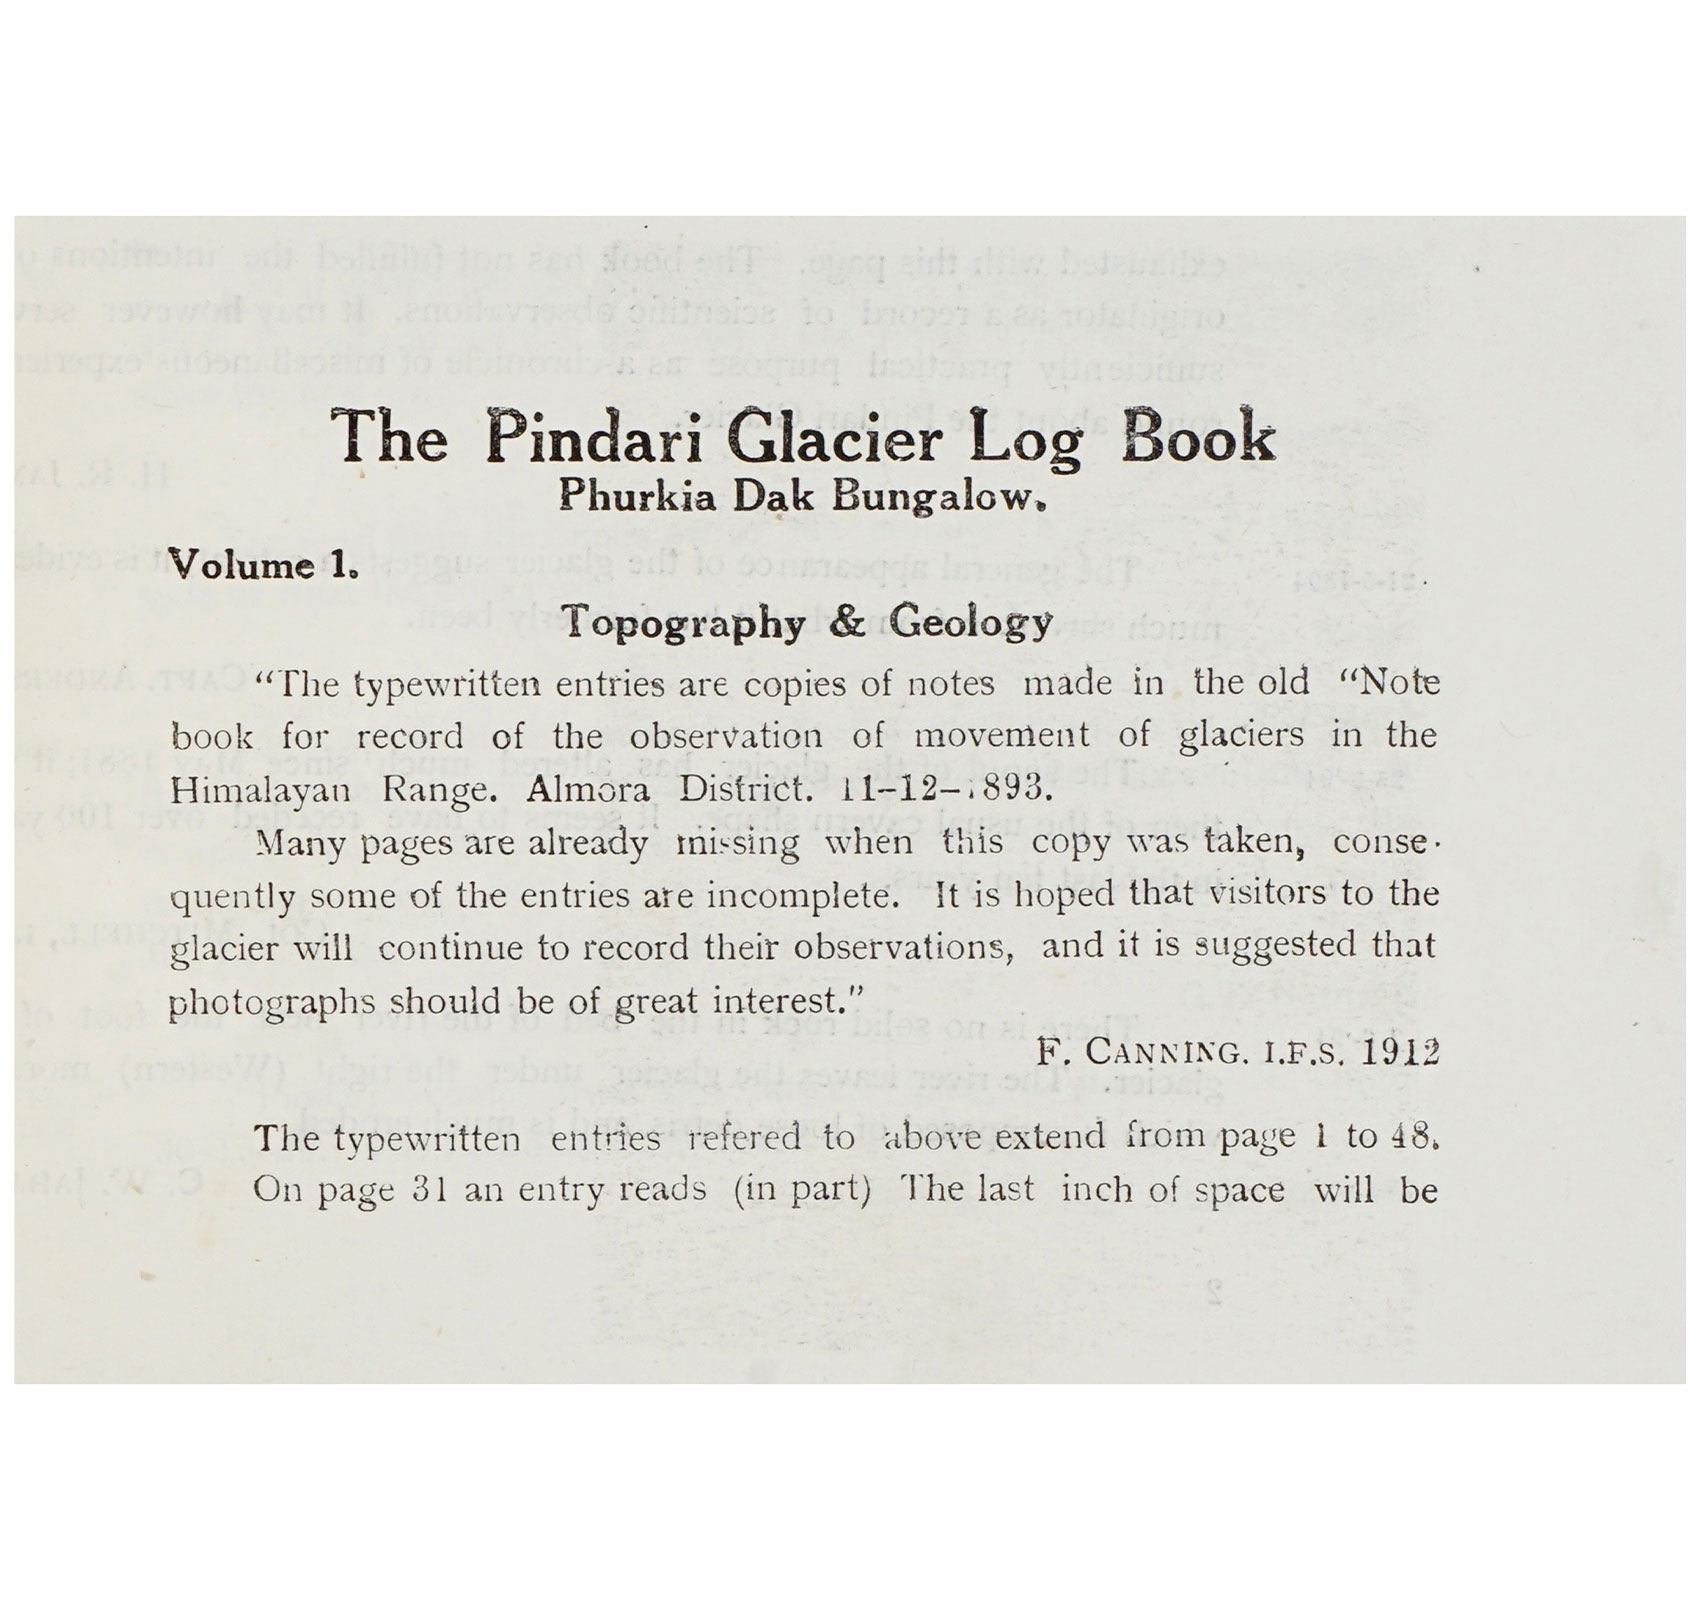 The Pindari Glacier Log Book
Phurkia Dak Bungalow.
Volume 1.
Topography & Geology
"The typewritten entries are copies of notes made in the old "Note
book for record of the observation of movement of glaciers in the
Himalayan Range. Almora District. 11-12-1893.
Many pages are already missing when this copy was taken, conse-
quently some of the entries are incomplete. It is hoped that visitors to the
glacier will continue to record their observations, and it is suggested that
photographs should be of great interest."
F. CANNING. I.F.S. 1912
The typewritten entries refered to above extend from page 1 to 48.
On page 31 an entry reads (in part) The last inch of space will be